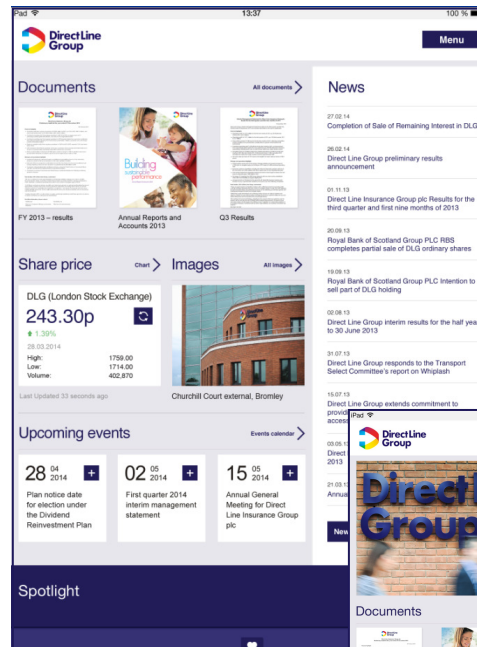 Pad
13:37
100 %
DirectLine
Group
Menu
Documents
All documents
FY 2013 – results
Building
sustainable
performance
Annual Reports and
Accounts 2013
Q3 Results
Share price
Chart
DLG (London Stock Exchange)
243.30p
1.39%
28.03.2014
High: 1759.00
Low: 1714.00
Volume: 402,870
Last Updated 33 seconds ago
Images
All images
Churchill Court external, Bromley
Upcoming events
Events calendar
28 04
2014
+
Plan notice date
for election under
the Dividend
Reinvestment Plan
02 05
2014
+
First quarter 2014
interim management
statement
15 05
2014
+
Annual General
Meeting for Direct
Line Insurance Group
plc
News
27.02.14
Completion of Sale of Remaining Interest in DLG
26.02.14
Direct Line Group preliminary results
announcement
01.11.13
Direct Line Insurance Group plc Results for the
third quarter and first nine months of 2013
20.09.13
Royal Bank of Scotland Group PLC RBS
completes partial sale of DLG ordinary shares
19.09.13
Royal Bank of Scotland Group PLC Intention to
sell part of DLG holding
02.08.13
Direct Line Group interim results for the half yea
to 30 June 2013
31.07.13
Direct Line Group responds to the Transport
Select Committee's report on Whiplash
15.07.13
Direct Line Group extends commitment to
provid
access
Direct
2013
21.03.1
Annua
New
Spotlight
iPad
DirectLine
Group
Direct
Group
Documents